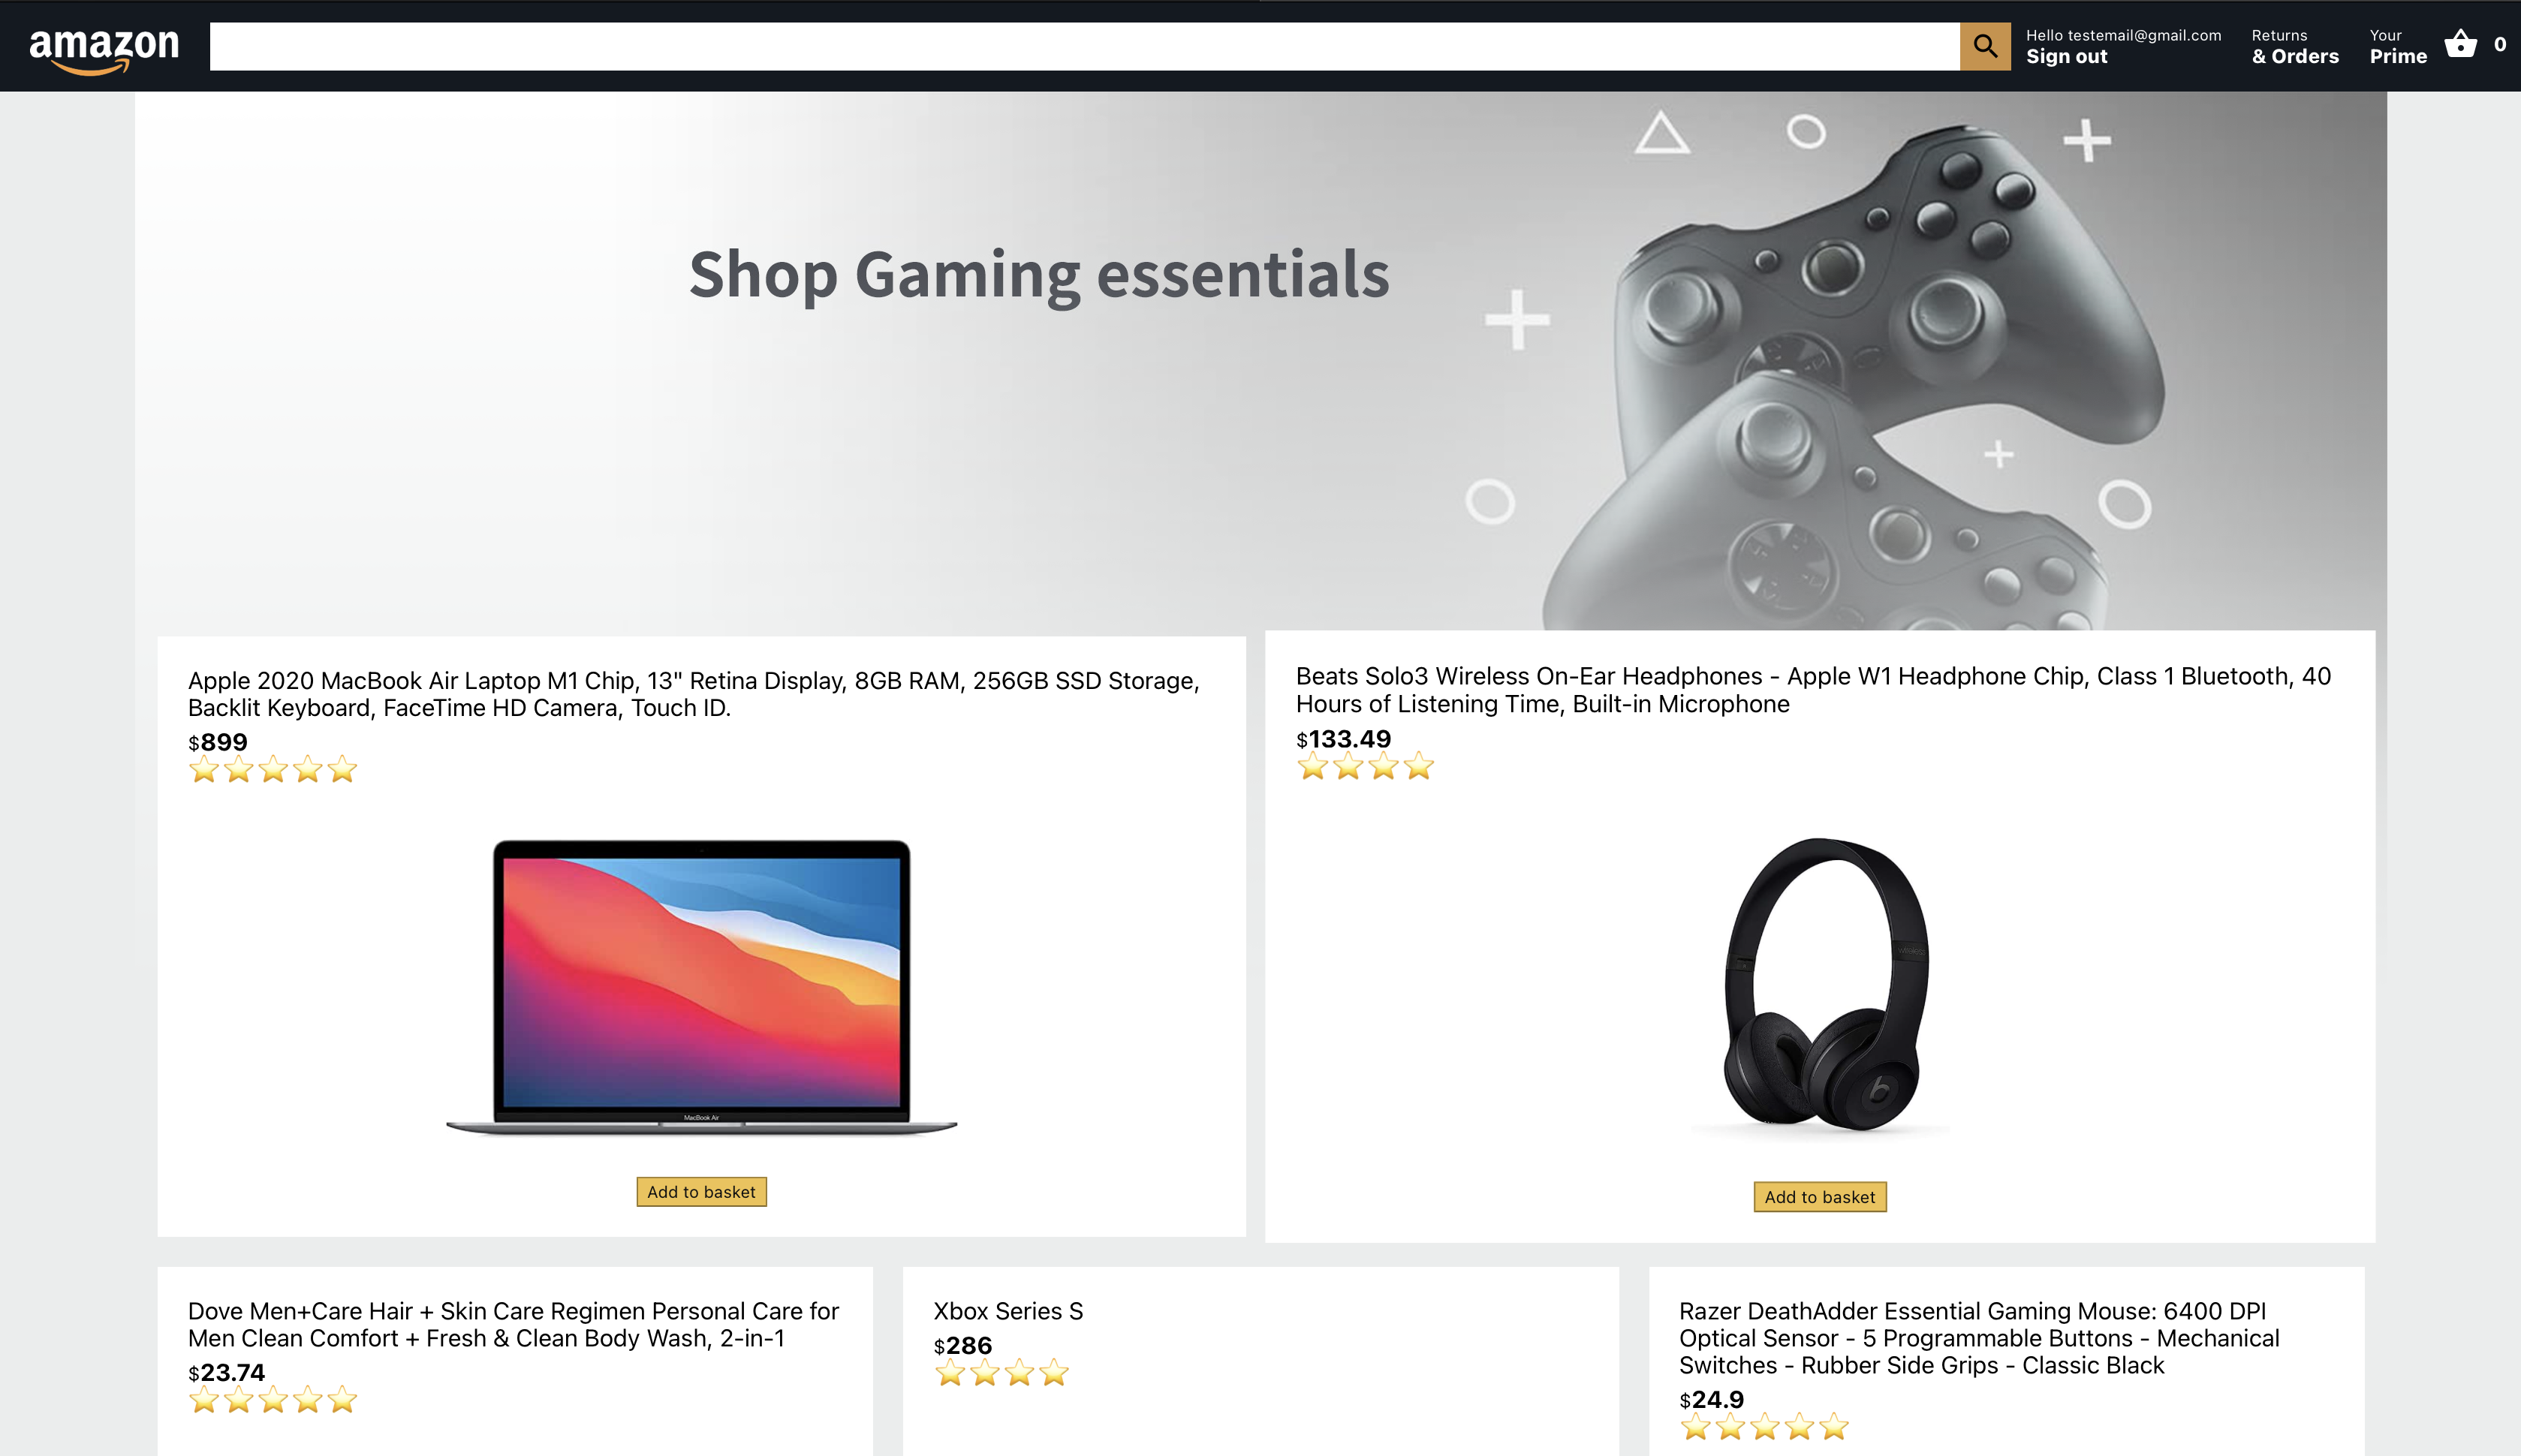 amazon
Hello testemail@gmail.com
Sign out
Returns
& Orders
Your
Prime
0
Shop Gaming essentials
Apple 2020 MacBook Air Laptop M1 Chip, 13" Retina Display, 8GB RAM, 256GB SSD Storage,
Backlit Keyboard, FaceTime HD Camera, Touch ID.
$899
MacBook Air
Add to basket
Beats Solo3 Wireless On-Ear Headphones - Apple W1 Headphone Chip, Class 1 Bluetooth, 40
Hours of Listening Time, Built-in Microphone
$133.49
b
Add to basket
Dove Men+Care Hair + Skin Care Regimen Personal Care for
Men Clean Comfort + Fresh & Clean Body Wash, 2-in-1
$23.74
Xbox Series S
$286
Razer DeathAdder Essential Gaming Mouse: 6400 DPI
Optical Sensor - 5 Programmable Buttons - Mechanical
Switches - Rubber Side Grips - Classic Black
$24.9